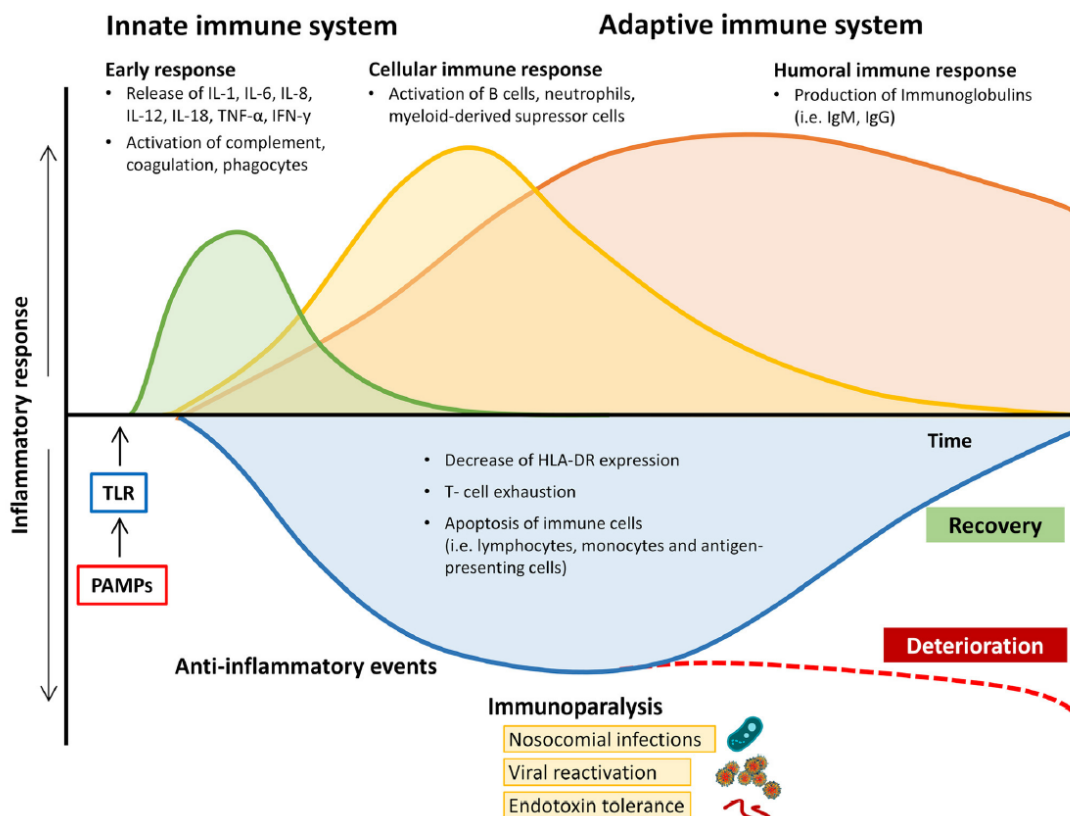 Innate immune system
Adaptive immune system
Early response
• Release of IL-1, IL-6, IL-8,
IL-12, IL-18, TNF-α, IFN-γ
• Activation of complement,
coagulation, phagocytes
Cellular immune response
• Activation of B cells, neutrophils,
myeloid-derived supressor cells
Humoral immune response
• Production of Immunoglobulins
(i.e. IgM, IgG)
Inflammatory response
Time
TLR
PAMPs
• Decrease of HLA-DR expression
• T- cell exhaustion
• Apoptosis of immune cells
(i.e. lymphocytes, monocytes and antigen-
presenting cells)
Recovery
Deterioration
Anti-inflammatory events
Immunoparalysis
Nosocomial infections
Viral reactivation
Endotoxin tolerance